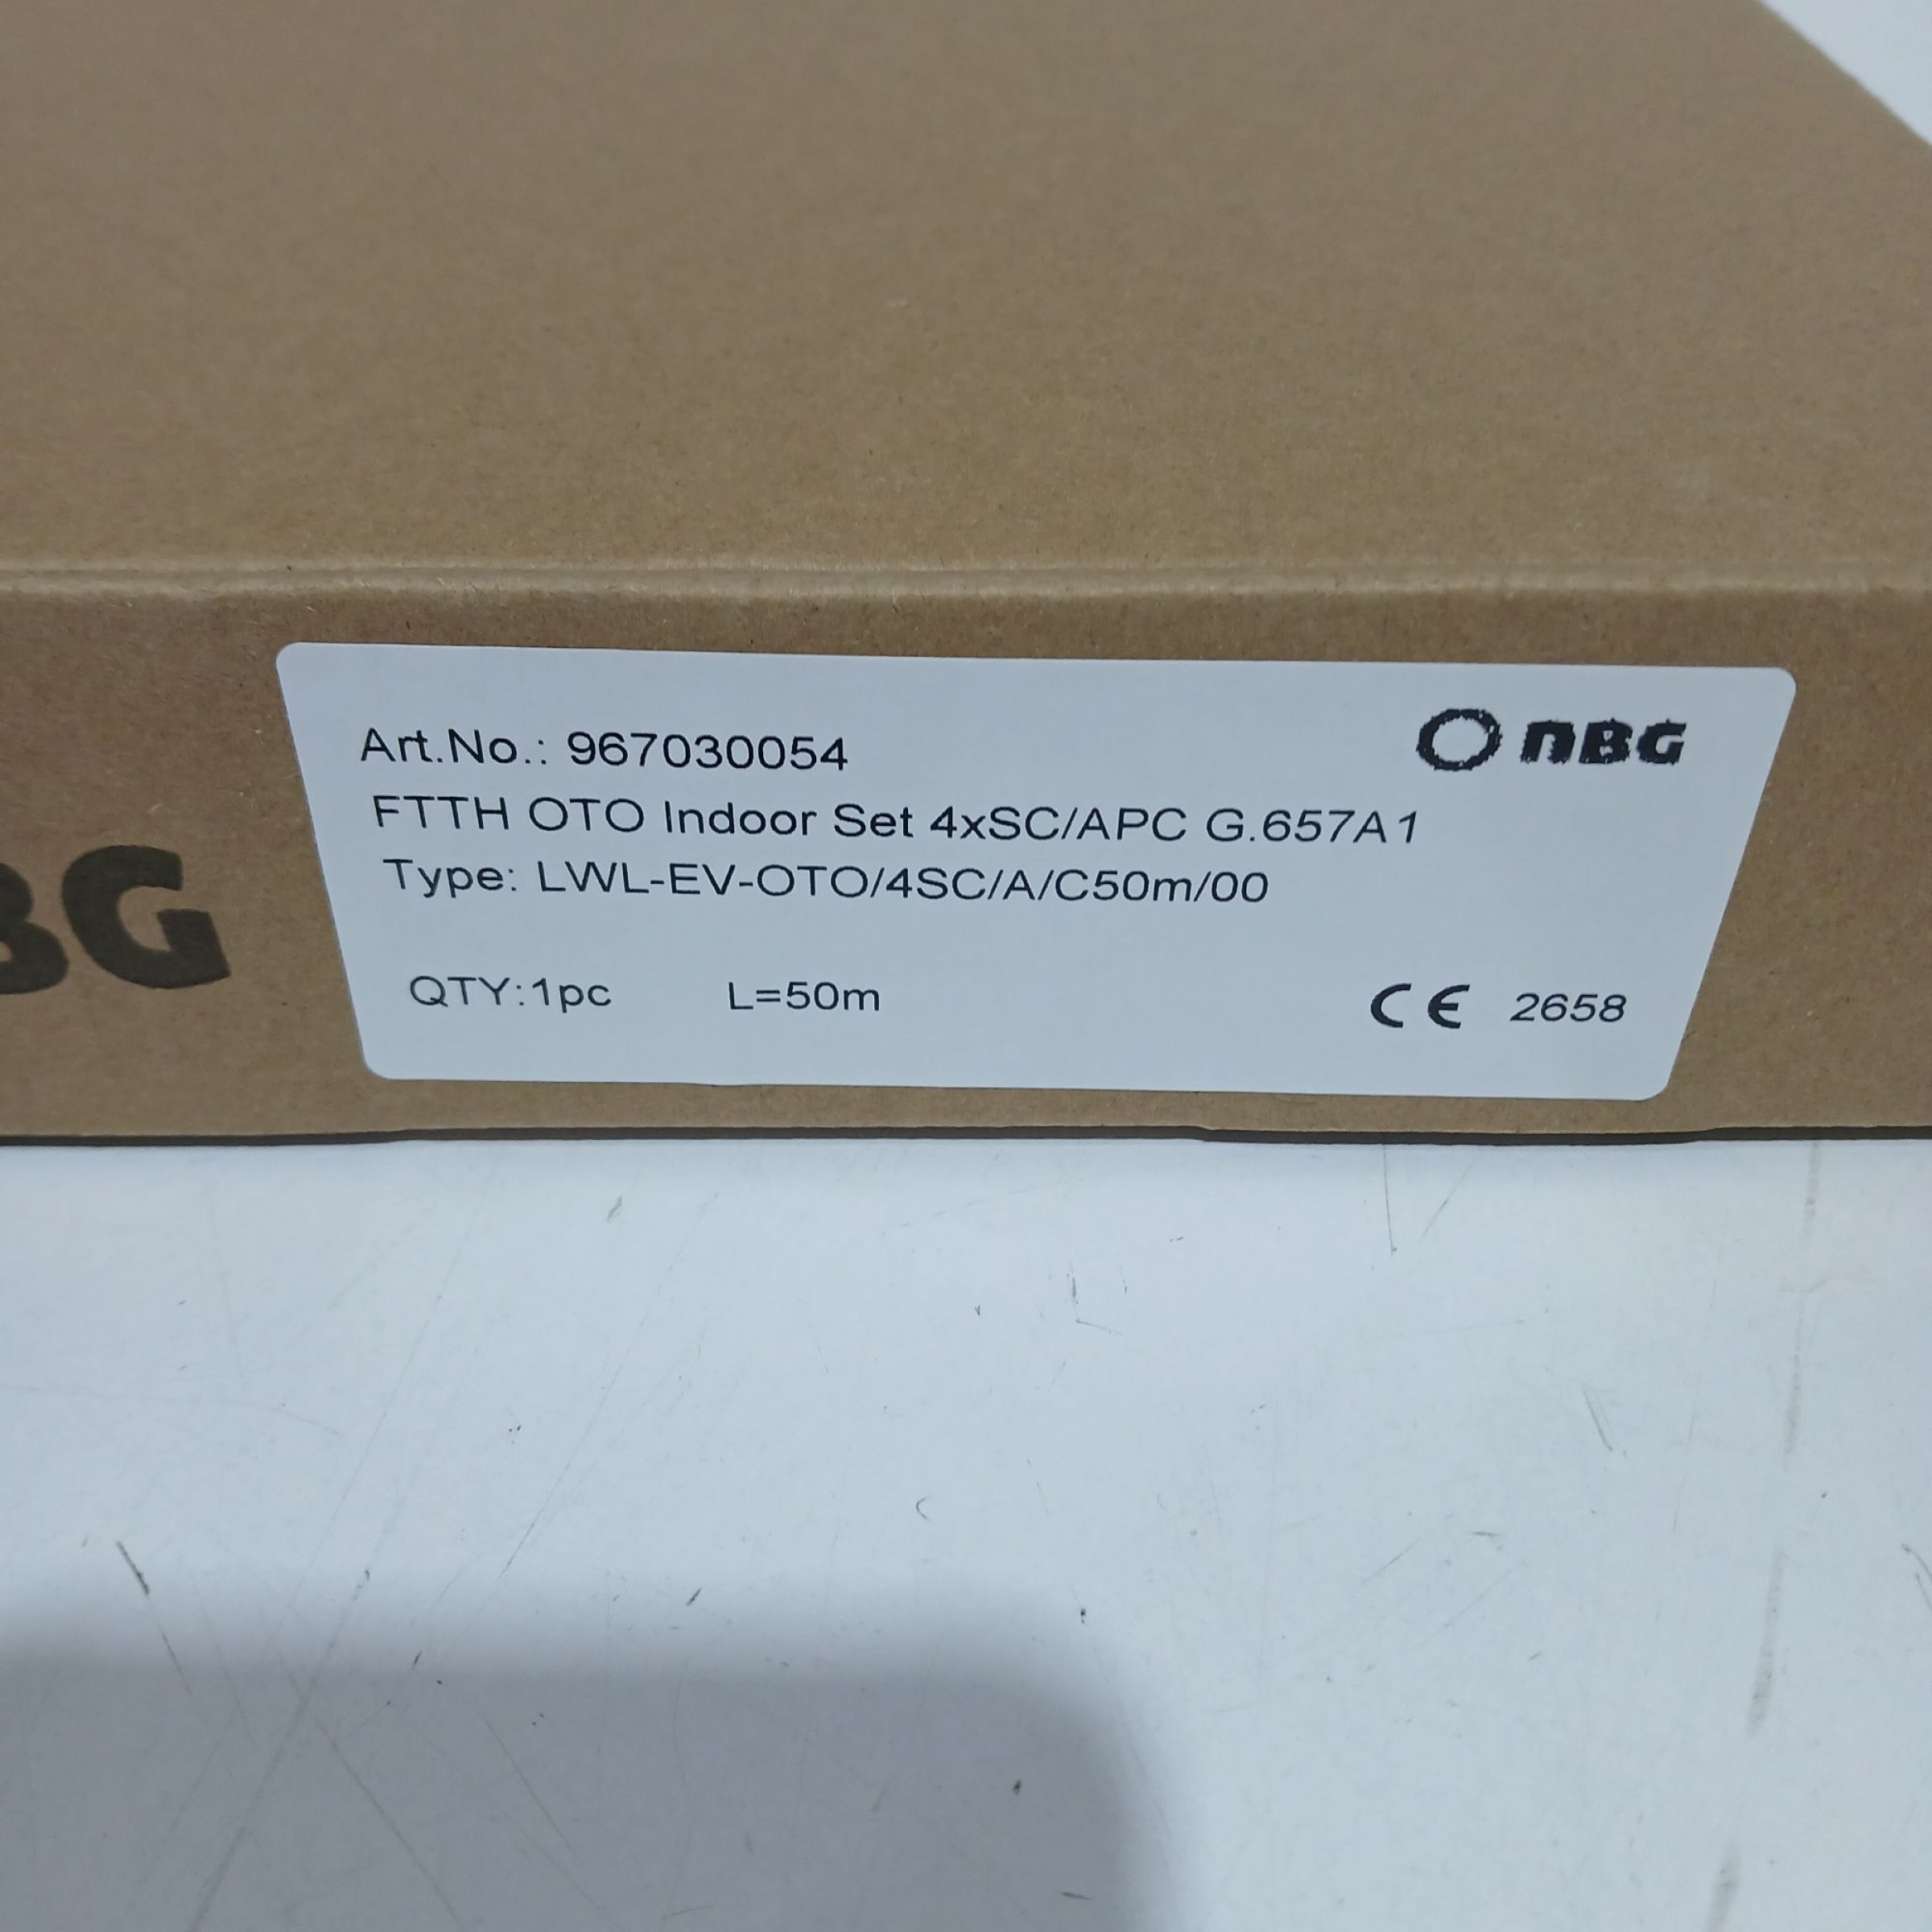 Art.No.: 967030054
NBG
FTTH OTO Indoor Set 4xSC/APC G.657A1
Type: LWL-EV-OTO/4SC/A/C50m/00
QTY:1pc L=50m
CE 2658
BG